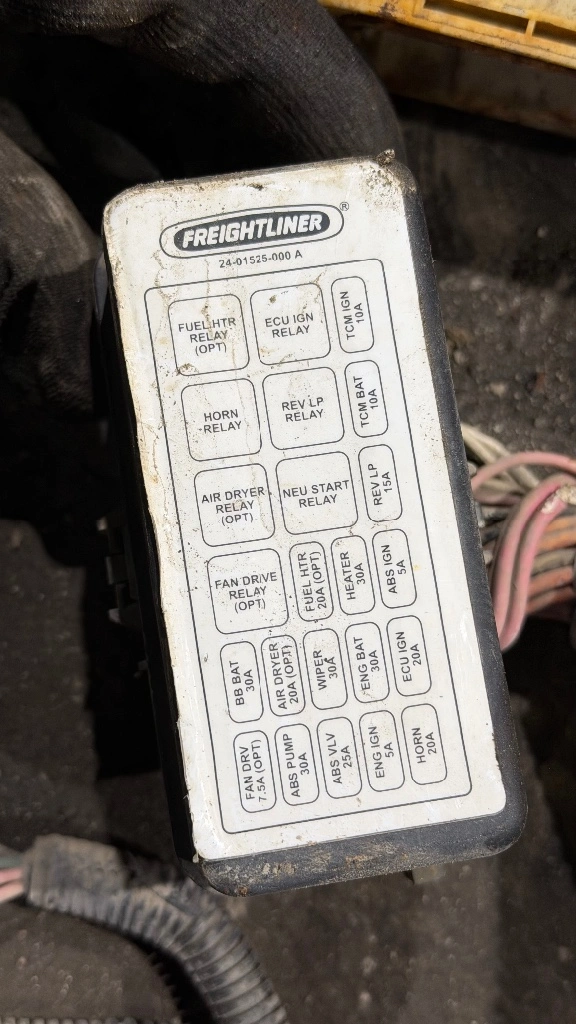 FREIGHTLINER®
24-01525-000 A
FUEL HTR
RELAY
(OPT)
ECU IGN
RELAY
TCM IGN
10A
HORN
RELAY
REV LP
RELAY
TCM BAT
10A
AIR DRYER
RELAY
(OPT)
NEU START
RELAY
REV LP
15A
FAN DRIVE
RELAY
(OPT)
FUEL HTR
20A (OPT)
HEATER
30A
ABS IGN
5A
BB BAT
30A
AIR DRYER
20A (OPT)
WIPER
30A
ENG BAT
30A
ECU IGN
20A
FAN DRV
7.5A (OPT)
ABS PUMP
30A
ABS VLV
25A
ENG IGN
5A
HORN
20A